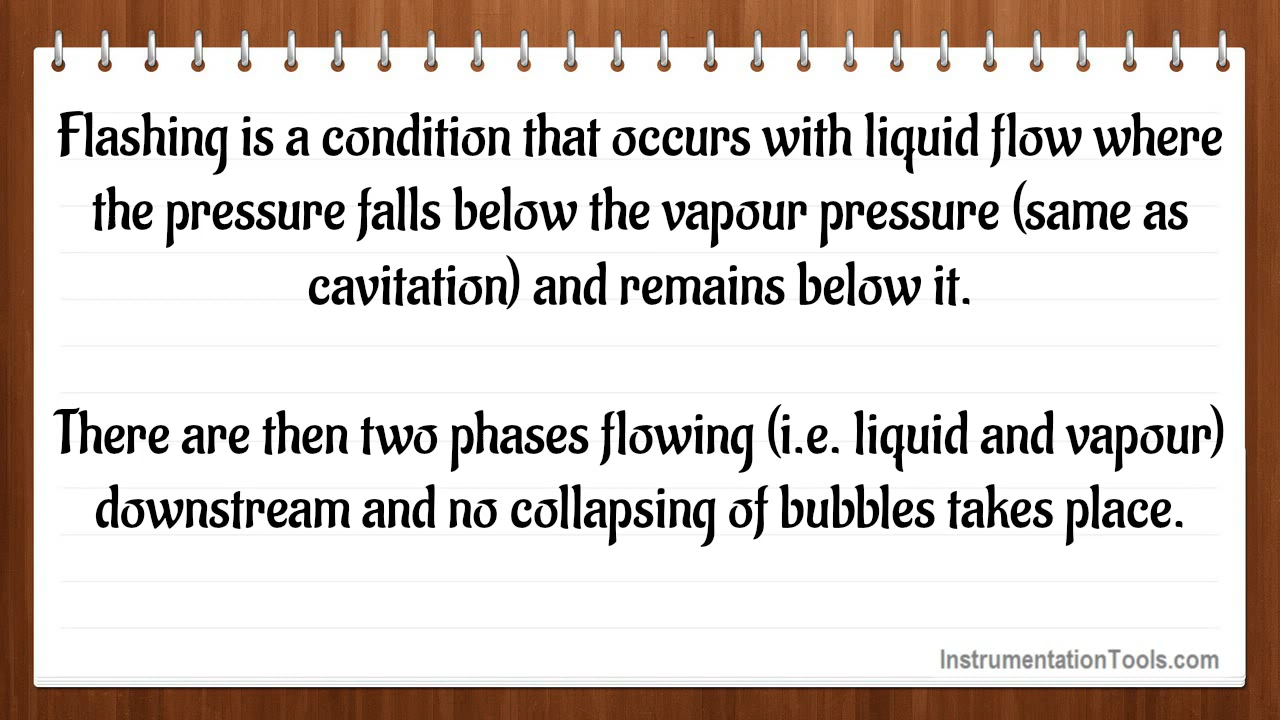 Flashing is a condition that occurs with liquid flow where
the pressure falls below the vapour pressure (same as
cavitation) and remains below it.
There are then two phases flowing (i.e. liquid and vapour)
downstream and no collapsing of bubbles takes place.
InstrumentationTools.com